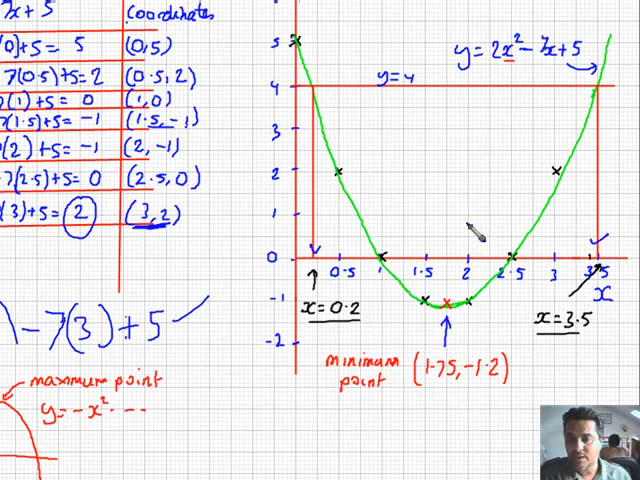 7x + 5
coordinates
0] + 5 = 5 (0, 5)
7(0.5) + 5 = 2 (0.5, 2)
(1) + 5 = 0 (1, 0)
7(1.5) + 5 = -1 (1.5, -1)
(2) + 5 = -1 (2, -1)
7(2.5) + 5 = 0 (2.5, 0)
(3) + 5 = 2 (3, 2)
- 7(3) + 5
maximum point
y = -x² - - -
y = 2x² - 7x + 5
y = 4
5
4
3
2
1
0 0.5 1 1.5 2 2.5 3 3.5
-1
-2
x
x = 0.2
x = 3.5
minimum point (1.75, -1.2)